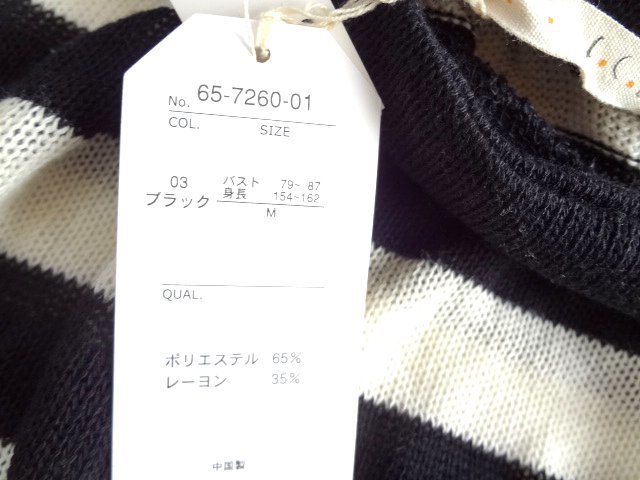 No. 65-7260-01
COL. SIZE
03 バスト 79~ 87
ブラック 身長 154~162
M
QUAL.
ポリエステル 65%
レーヨン 35%
中国製